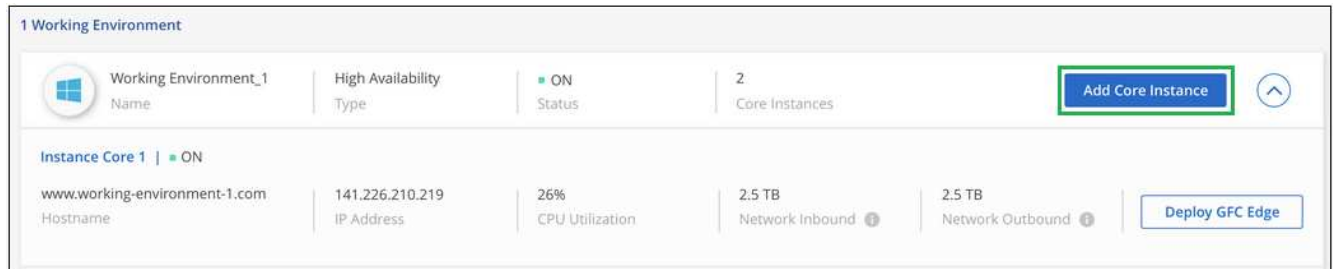 1 Working Environment
Working Environment_1
Name
High Availability
Type
ON
Status
2
Core Instances
Add Core Instance
Instance Core 1 | ON
www.working-environment-1.com
Hostname
141.226.210.219
IP Address
26%
CPU Utilization
2.5 TB
Network Inbound
2.5 TB
Network Outbound
Deploy GFC Edge